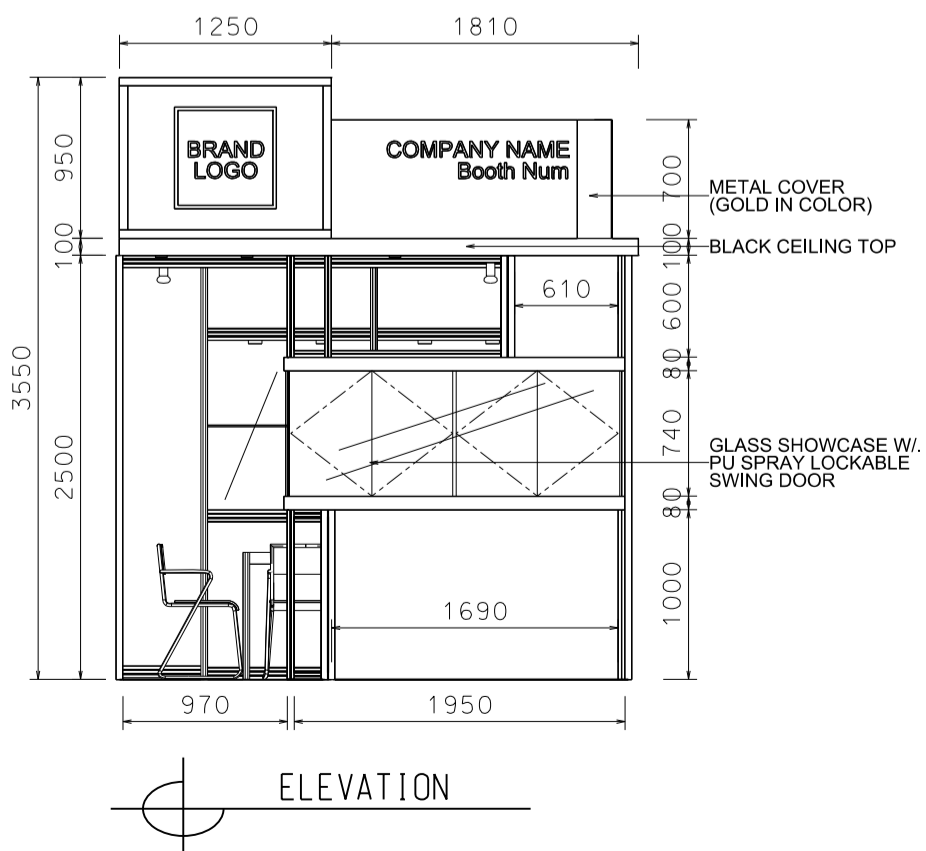 1250
1810
BRAND
LOGO
COMPANY NAME
Booth Num
950
700
METAL COVER
(GOLD IN COLOR)
100
100
BLACK CEILING TOP
610
600
3550
80
2500
740
GLASS SHOWCASE W/.
PU SPRAY LOCKABLE
SWING DOOR
80
1000
1690
970
1950
ELEVATION